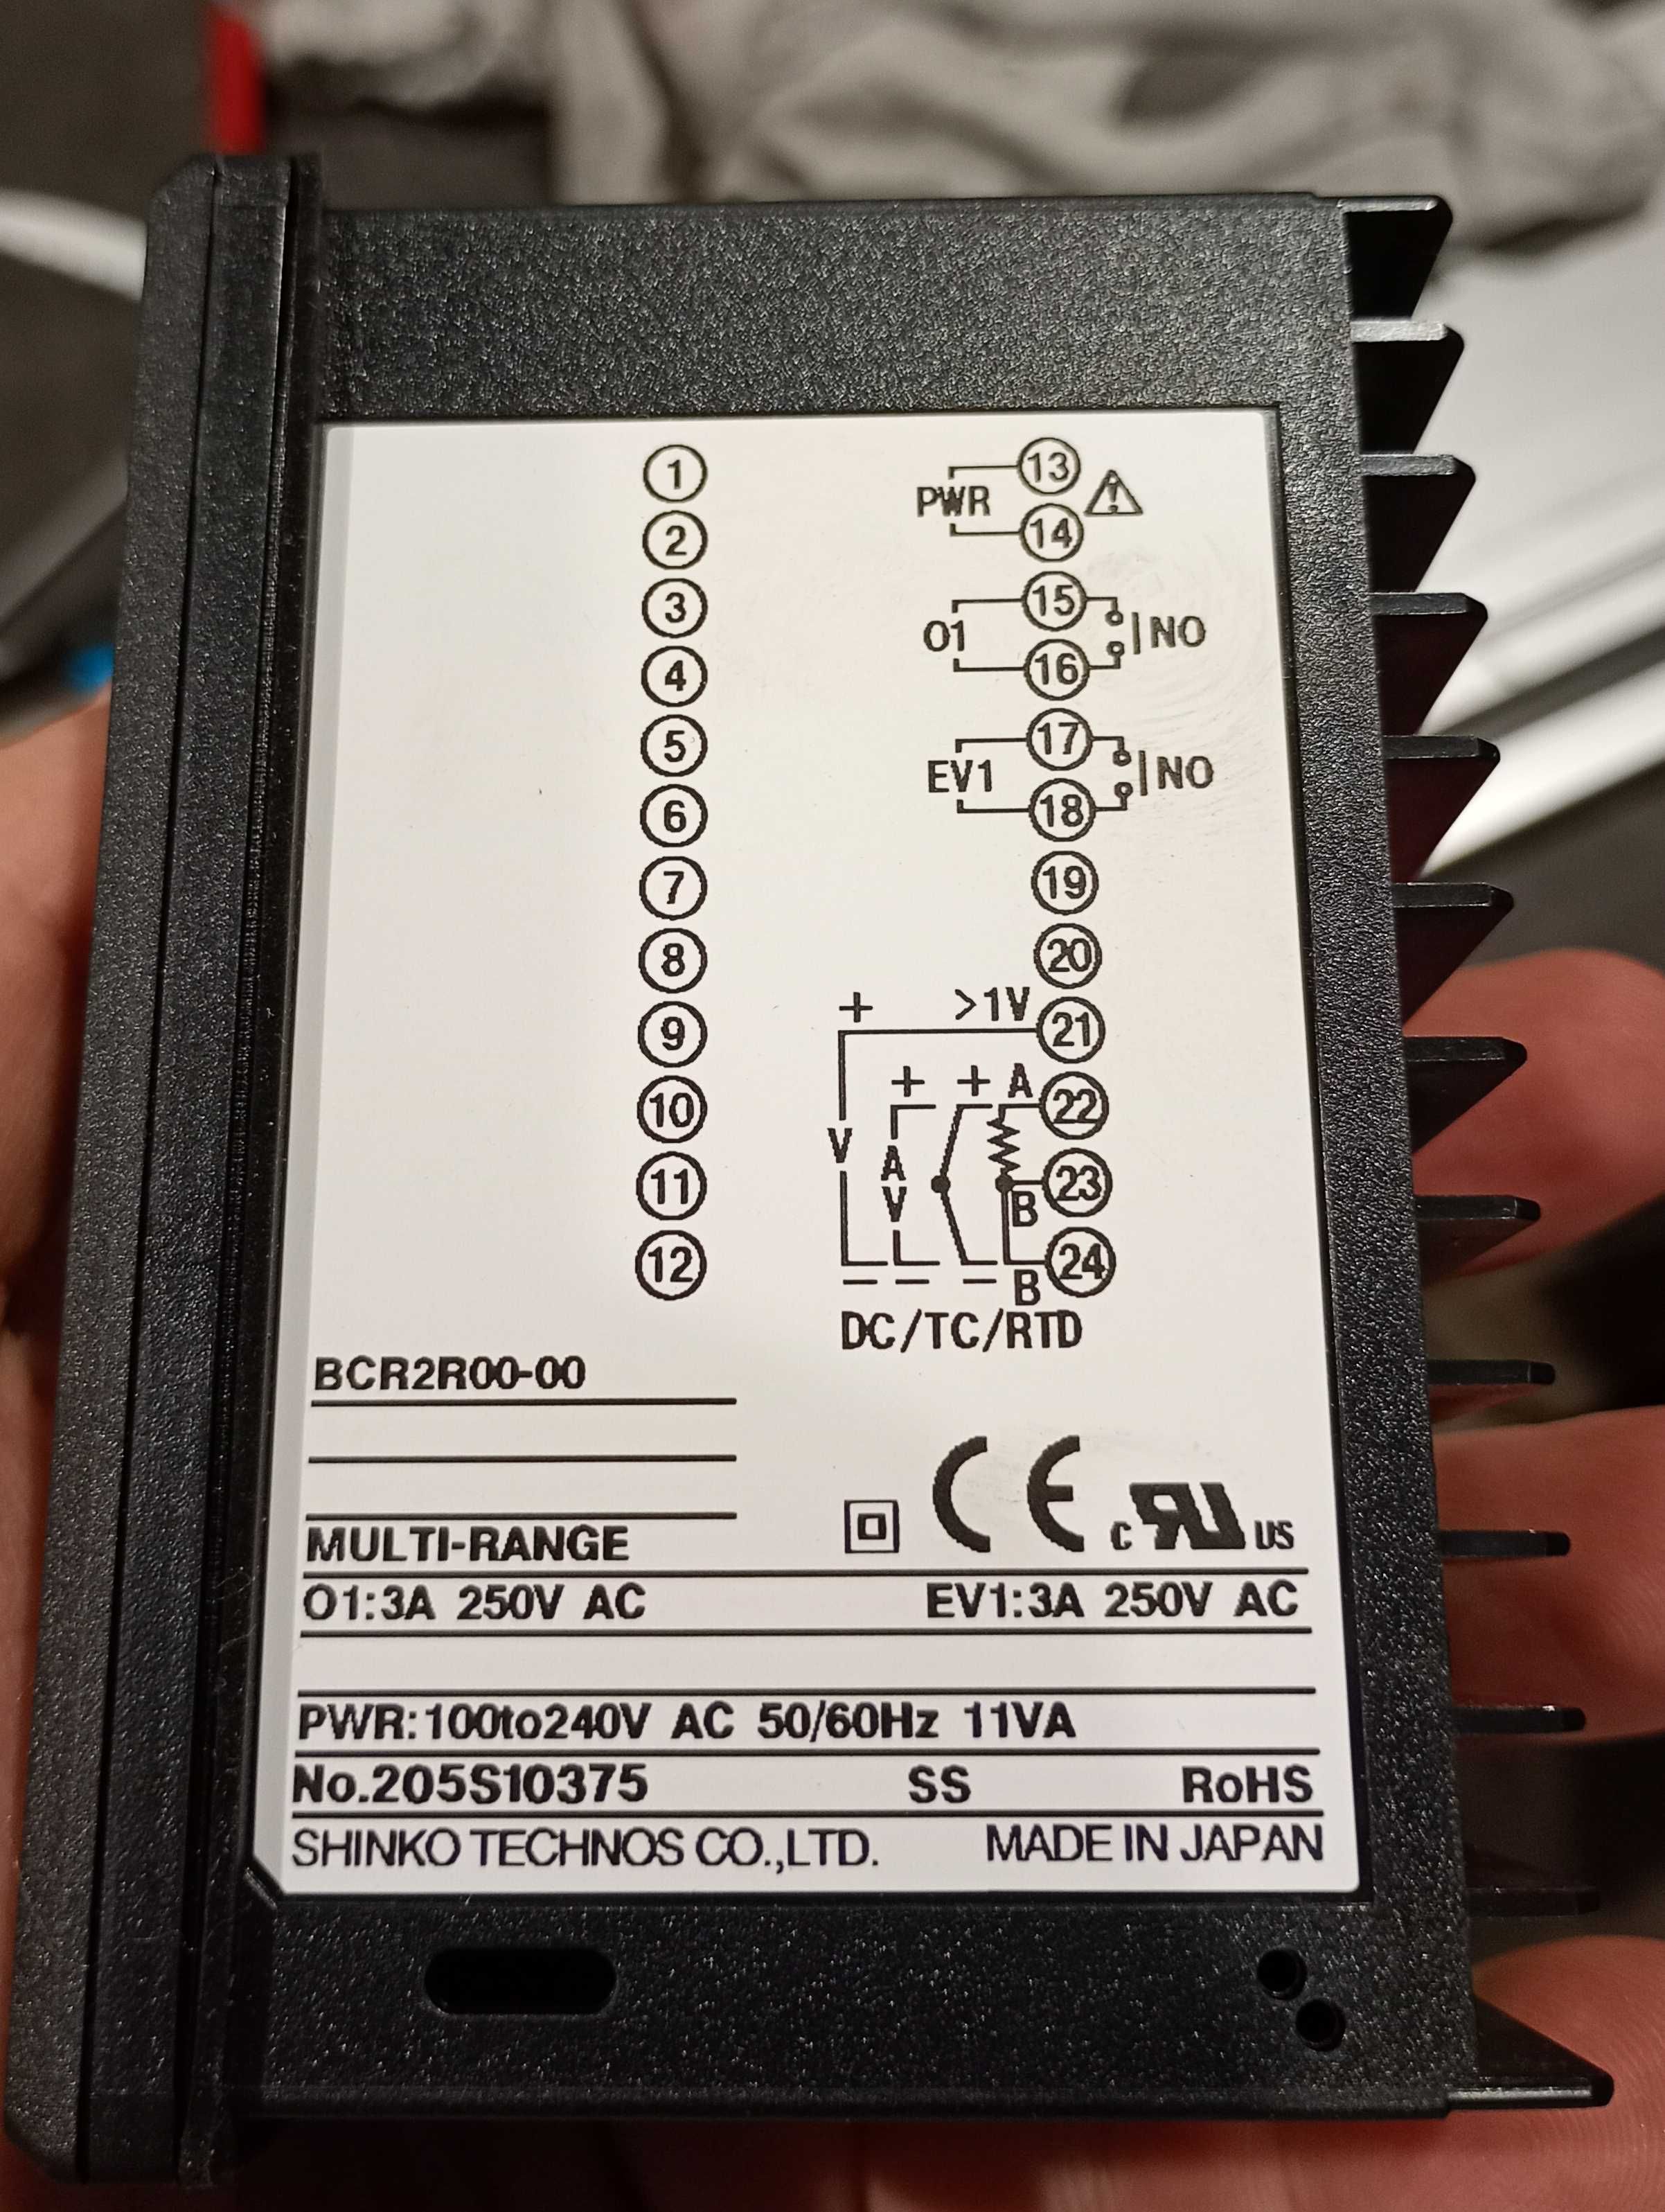 1
2
3
4
5
6
7
8
9
10
11
12
13
PWR
14
15
O1 NO
16
17
EV1 NO
18
19
20
+ >1V 21
+ + A 22
V A
V
B 23
B 24
− − −
DC/TC/RTD
BCR2R00-00
MULTI-RANGE
CE c RU US
O1:3A 250V AC EV1:3A 250V AC
PWR:100to240V AC 50/60Hz 11VA
No.205S10375 SS RoHS
SHINKO TECHNOS CO.,LTD. MADE IN JAPAN